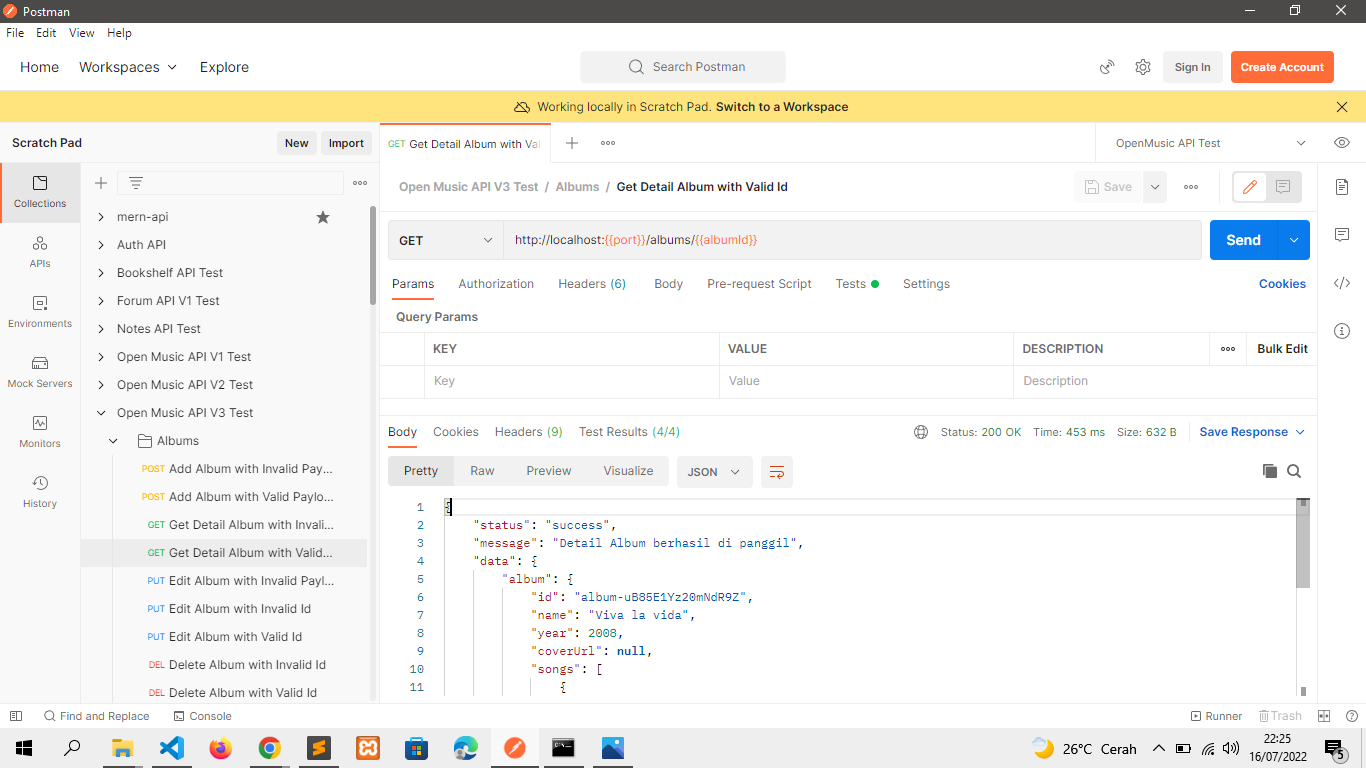 Postman
File Edit View Help
Home Workspaces Explore
Search Postman
Sign In
Create Account
Working locally in Scratch Pad. Switch to a Workspace
Scratch Pad
New
Import
GET Get Detail Album with Val
OpenMusic API Test
Collections
APIs
Environments
Mock Servers
Monitors
History
mern-api
Auth API
Bookshelf API Test
Forum API V1 Test
Notes API Test
Open Music API V1 Test
Open Music API V2 Test
Open Music API V3 Test
Albums
POST Add Album with Invalid Pay...
POST Add Album with Valid Paylo...
GET Get Detail Album with Invali...
GET Get Detail Album with Valid...
PUT Edit Album with Invalid Payl...
PUT Edit Album with Invalid Id
PUT Edit Album with Valid Id
DEL Delete Album with Invalid Id
DEL Delete Album with Valid Id
Open Music API V3 Test / Albums / Get Detail Album with Valid Id
Save
GET
http://localhost:{{port}}/albums/{{albumId}}
Send
Params Authorization Headers (6) Body Pre-request Script Tests Settings
Cookies
Query Params
KEY VALUE DESCRIPTION Bulk Edit
Key Value Description
Body Cookies Headers (9) Test Results (4/4)
Status: 200 OK Time: 453 ms Size: 632 B Save Response
Pretty Raw Preview Visualize JSON
1 {
2 "status": "success",
3 "message": "Detail Album berhasil di panggil",
4 "data": {
5 "album": {
6 "id": "album-uB85E1Yz20mNdR9Z",
7 "name": "Viva la vida",
8 "year": 2008,
9 "coverUrl": null,
10 "songs": [
11 {
Find and Replace
Console
Runner
Trash
26°C Cerah
22:25
16/07/2022
5